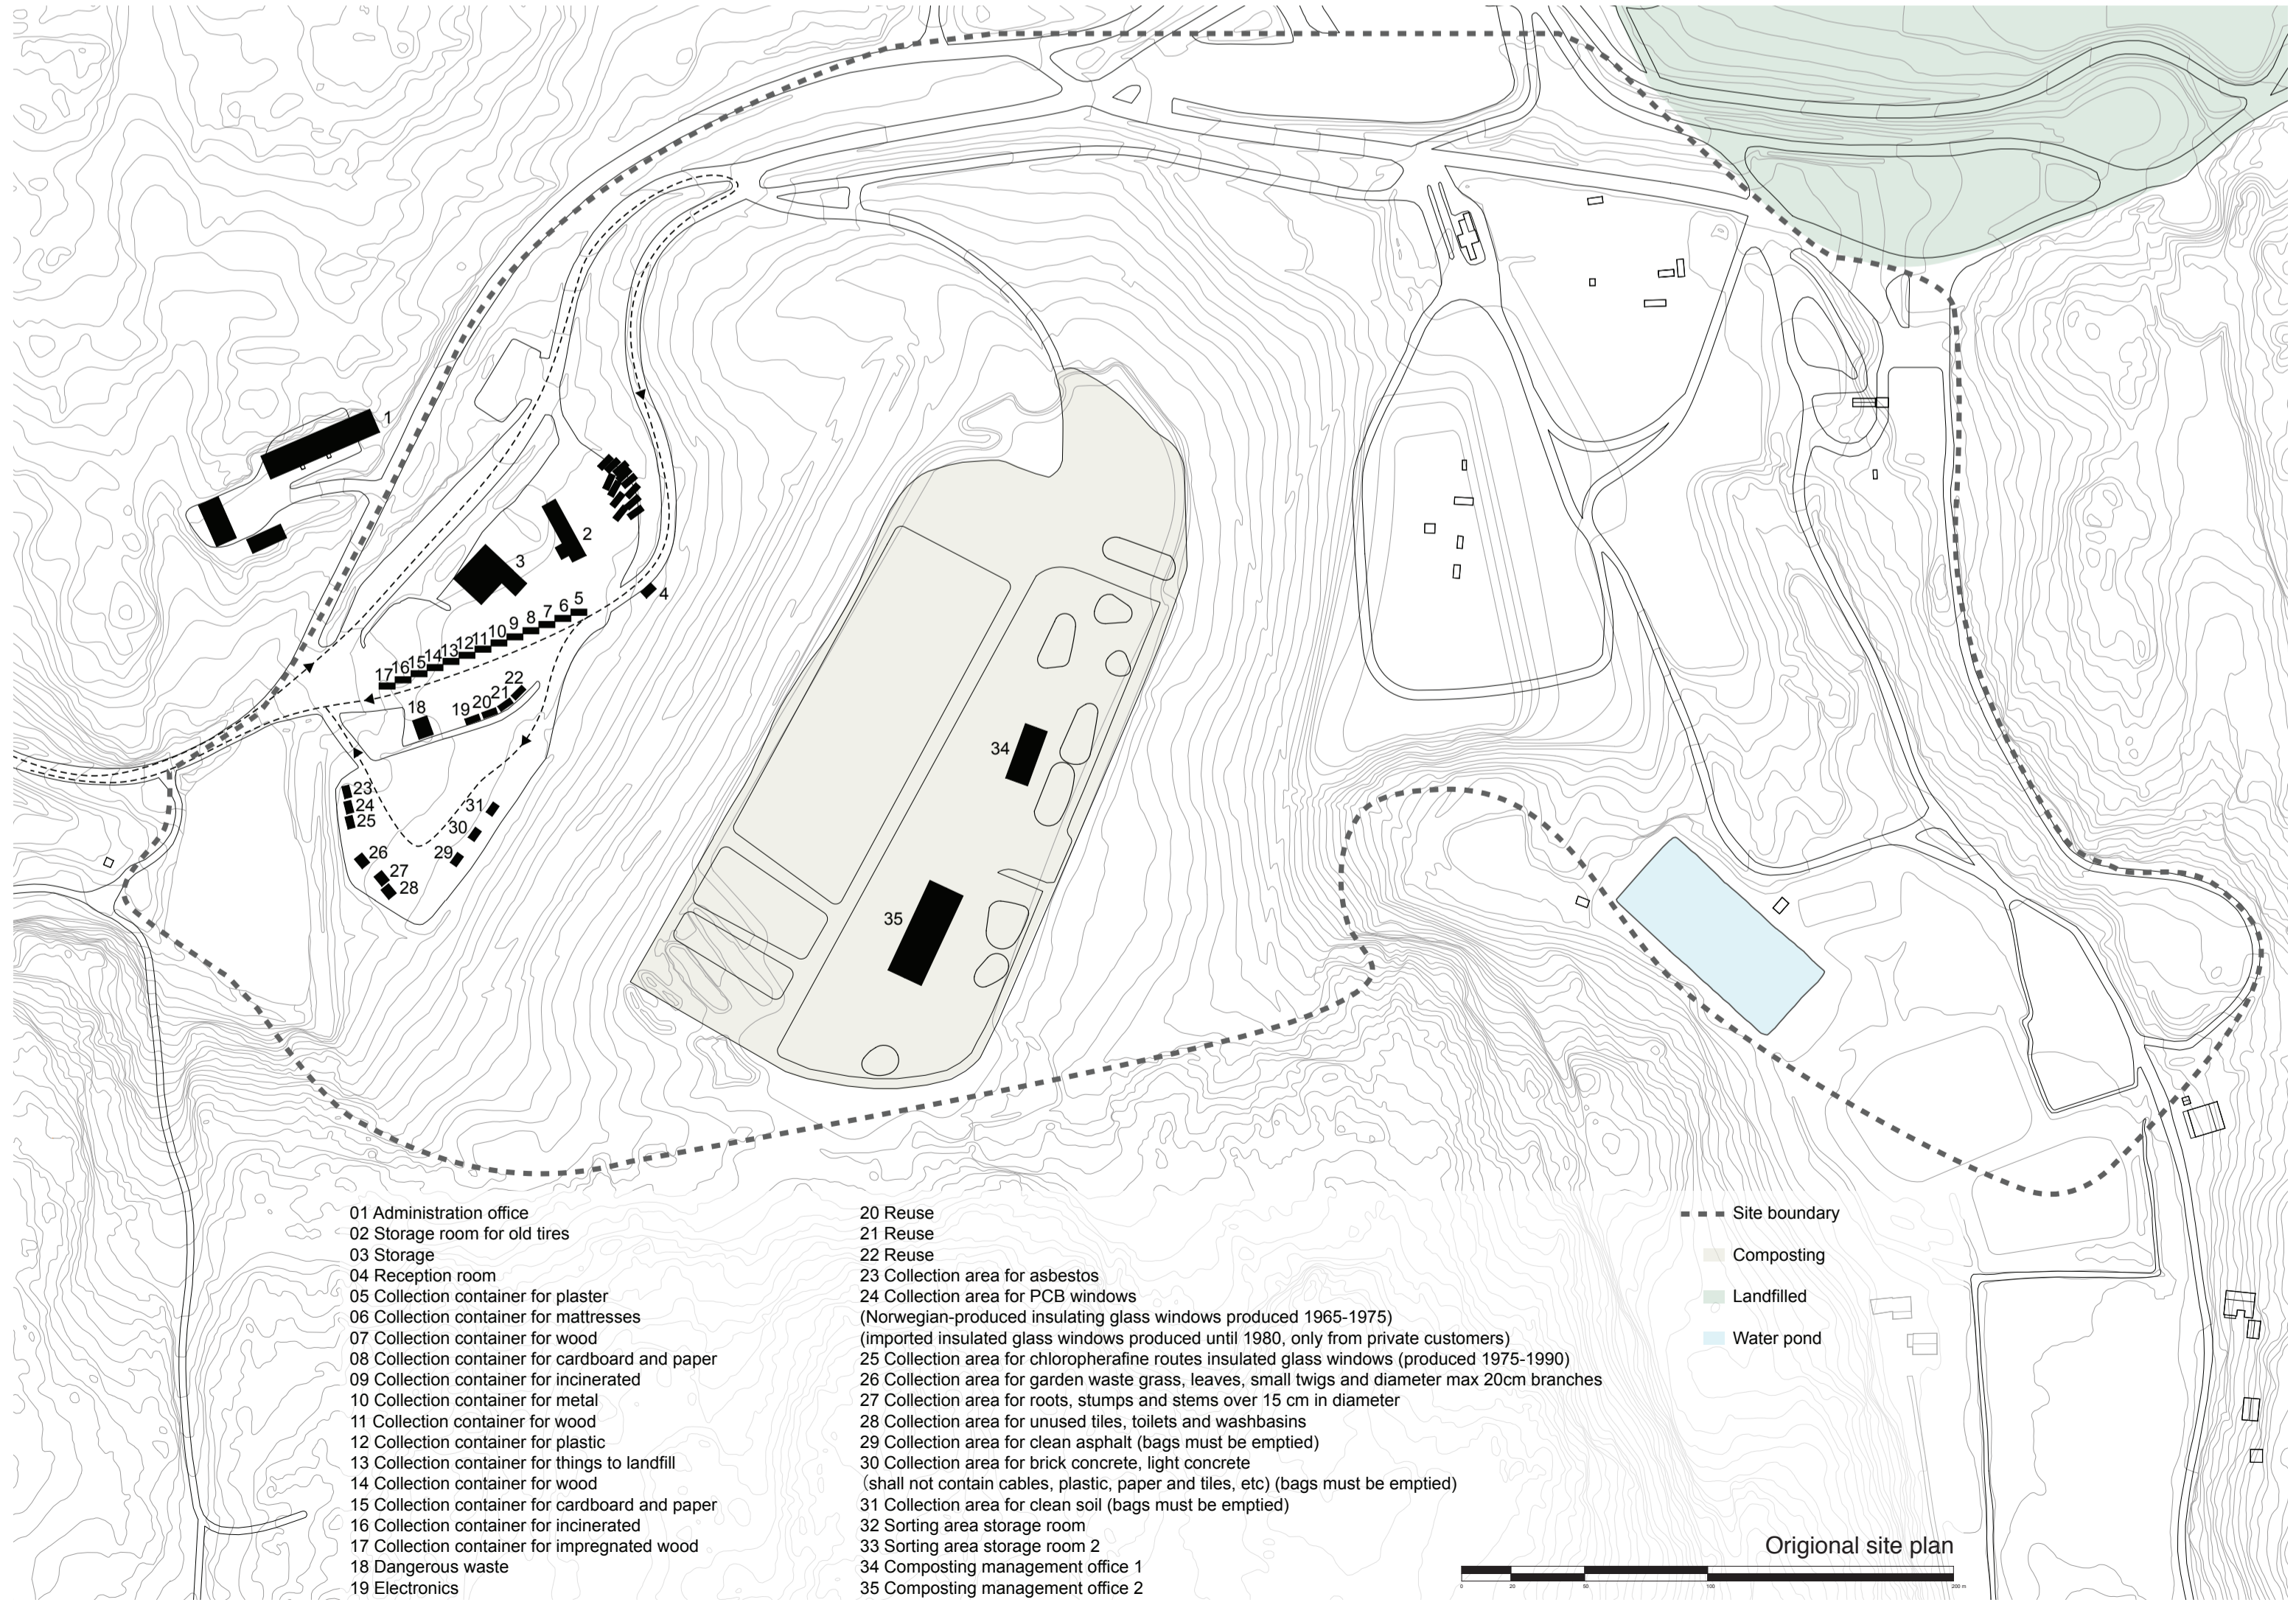 1
2
3
4
5
6
7
8
9
10
11
12
13
14
15
16
17
18
19
20
21
22
23
24
25
26
27
28
29
30
31
34
35
01 Administration office
02 Storage room for old tires
03 Storage
04 Reception room
05 Collection container for plaster
06 Collection container for mattresses
07 Collection container for wood
08 Collection container for cardboard and paper
09 Collection container for incinerated
10 Collection container for metal
11 Collection container for wood
12 Collection container for plastic
13 Collection container for things to landfill
14 Collection container for wood
15 Collection container for cardboard and paper
16 Collection container for incinerated
17 Collection container for impregnated wood
18 Dangerous waste
19 Electronics
20 Reuse
21 Reuse
22 Reuse
23 Collection area for asbestos
24 Collection area for PCB windows
(Norwegian-produced insulating glass windows produced 1965-1975)
(imported insulated glass windows produced until 1980, only from private customers)
25 Collection area for chloropherafine routes insulated glass windows (produced 1975-1990)
26 Collection area for garden waste grass, leaves, small twigs and diameter max 20cm branches
27 Collection area for roots, stumps and stems over 15 cm in diameter
28 Collection area for unused tiles, toilets and washbasins
29 Collection area for clean asphalt (bags must be emptied)
30 Collection area for brick concrete, light concrete
(shall not contain cables, plastic, paper and tiles, etc) (bags must be emptied)
31 Collection area for clean soil (bags must be emptied)
32 Sorting area storage room
33 Sorting area storage room 2
34 Composting management office 1
35 Composting management office 2
Site boundary
Composting
Landfilled
Water pond
Origional site plan
0 20 50 100 200 m